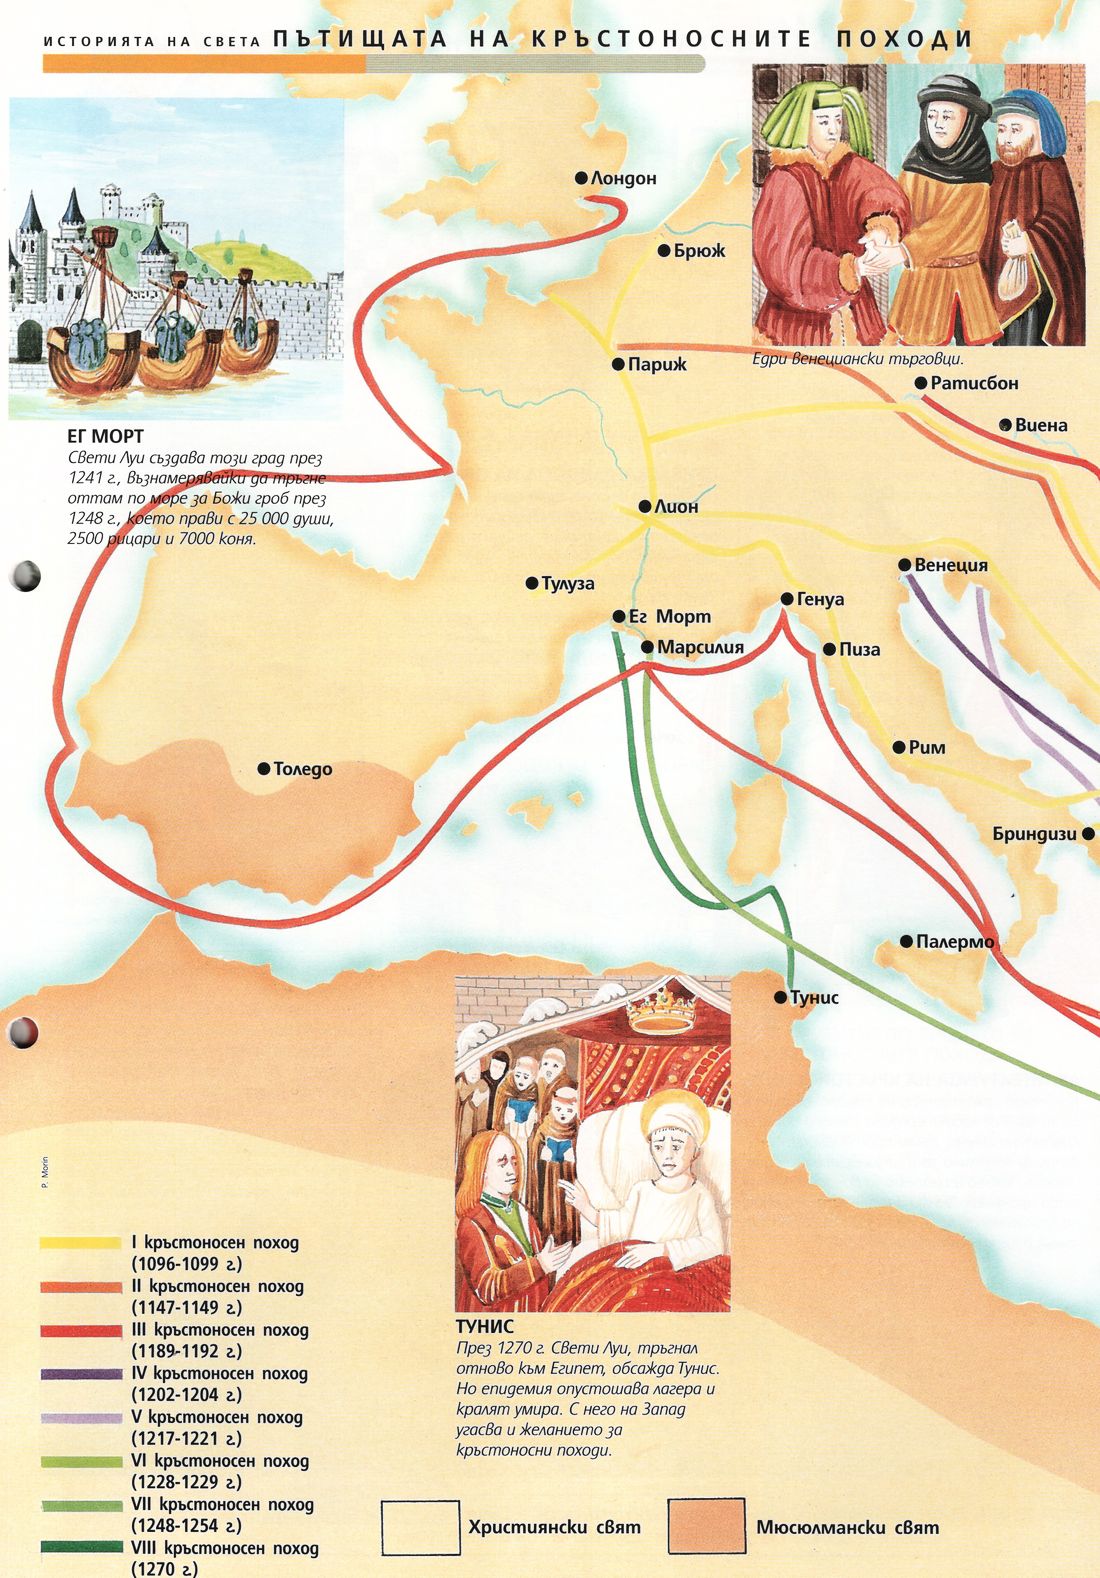 ИСТОРИЯТА НА СВЕТА ПЪТИЩАТА НА КРЪСТОНОСНИТЕ ПОХОДИ
Лондон
Брюж
Едри венециански търговци.
Париж
Ратисбон
Виена
ЕГ МОРТ
Свети Луи създава този град през
1241 г., възнамерявайки да тръгне
оттам по море за Божи гроб през
1248 г., което прави с 25 000 души,
2500 рицари и 7000 коня.
Лион
Венеция
Тулуза
Генуа
Ег Морт
Марсилия
Пиза
Рим
Толедо
Бриндизи
Палермо
Тунис
P. Morin
ТУНИС
През 1270 г. Свети Луи, тръгнал
отново към Египет, обсажда Тунис.
Но епидемия опустошава лагера и
кралят умира. С него на Запад
угасва и желанието за
кръстоносни походи.
I кръстоносен поход
(1096-1099 г.)
II кръстоносен поход
(1147-1149 г.)
III кръстоносен поход
(1189-1192 г.)
IV кръстоносен поход
(1202-1204 г.)
V кръстоносен поход
(1217-1221 г.)
VI кръстоносен поход
(1228-1229 г.)
VII кръстоносен поход
(1248-1254 г.)
VIII кръстоносен поход
(1270 г.)
Християнски свят
Мюсюлмански свят